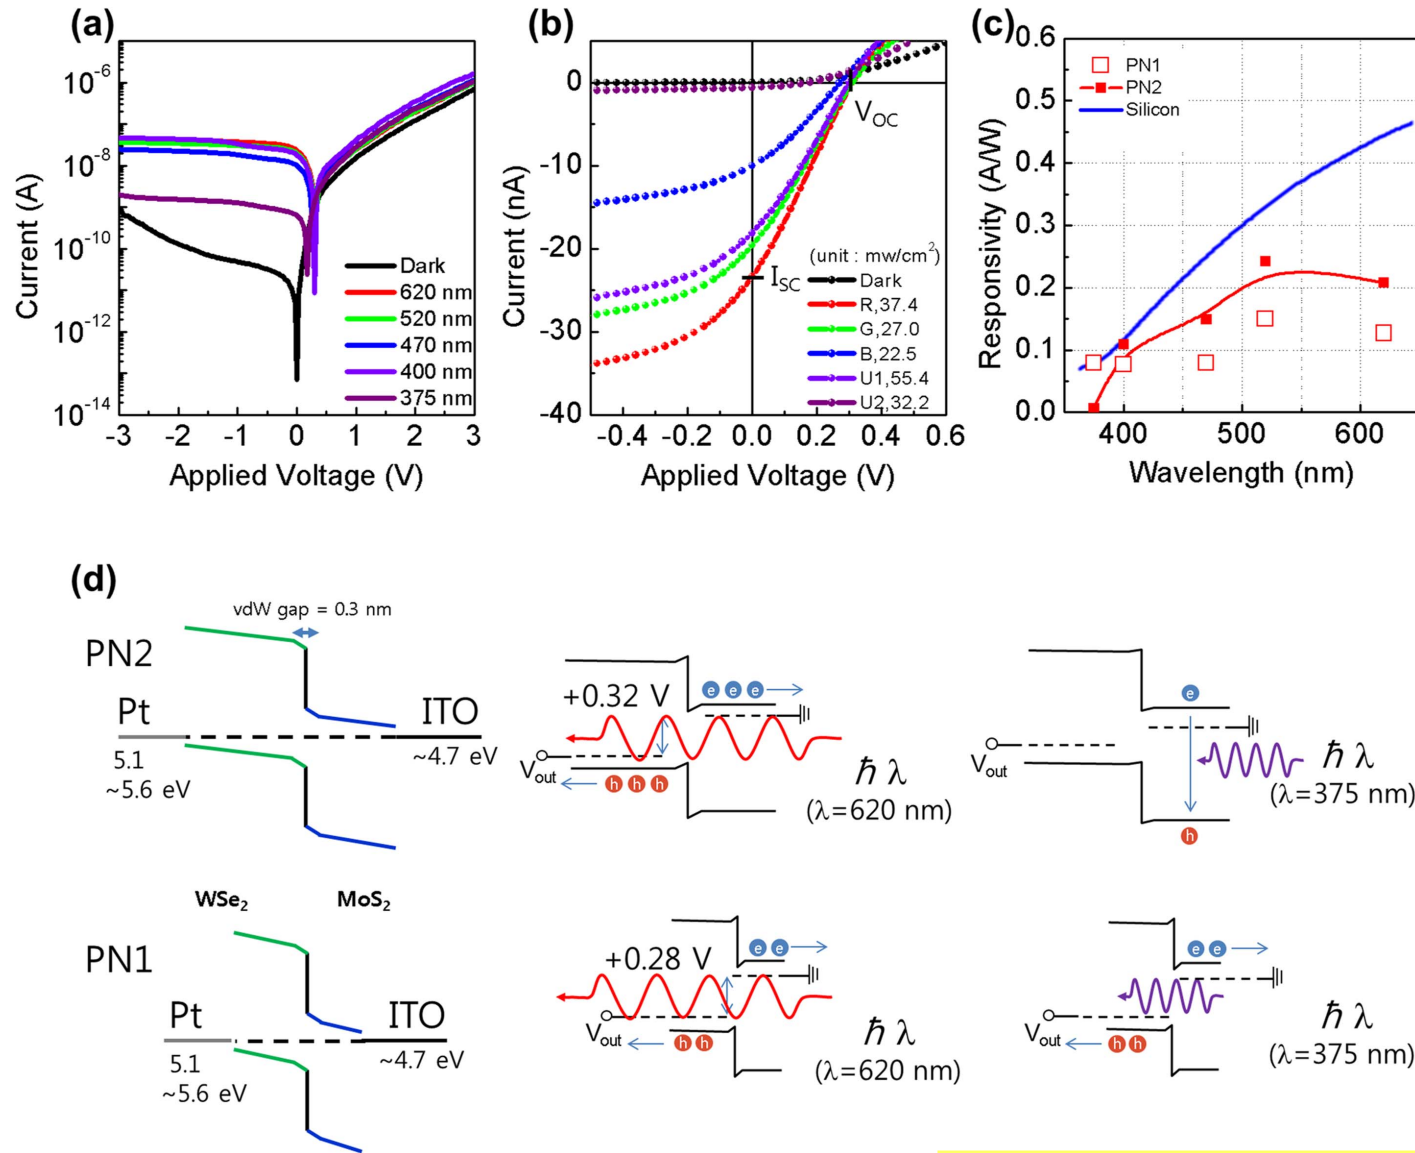 (a)
10⁻⁶
10⁻⁸
10⁻¹⁰
10⁻¹²
10⁻¹⁴
Current (A)
-3 -2 -1 0 1 2 3
Applied Voltage (V)
Dark
620 nm
520 nm
470 nm
400 nm
375 nm
(b)
0
-10
-20
-30
-40
Current (nA)
-0.4 -0.2 0.0 0.2 0.4 0.6
Applied Voltage (V)
V_OC
I_SC
(unit : mw/cm²)
Dark
R,37.4
G,27.0
B,22.5
U1,55.4
U2,32.2
(c)
0.6
0.5
0.4
0.3
0.2
0.1
0.0
Responsivity (A/W)
400 500 600
Wavelength (nm)
PN1
PN2
Silicon
(d)
vdW gap = 0.3 nm
PN2
Pt
ITO
5.1
~5.6 eV
~4.7 eV
+0.32 V
e e e
V_out
h h h
ℏ λ
(λ=620 nm)
e
V_out
h
ℏ λ
(λ=375 nm)
WSe₂
MoS₂
PN1
Pt
ITO
5.1
~5.6 eV
~4.7 eV
+0.28 V
e e
V_out
h h
ℏ λ
(λ=620 nm)
e e
V_out
h h
ℏ λ
(λ=375 nm)